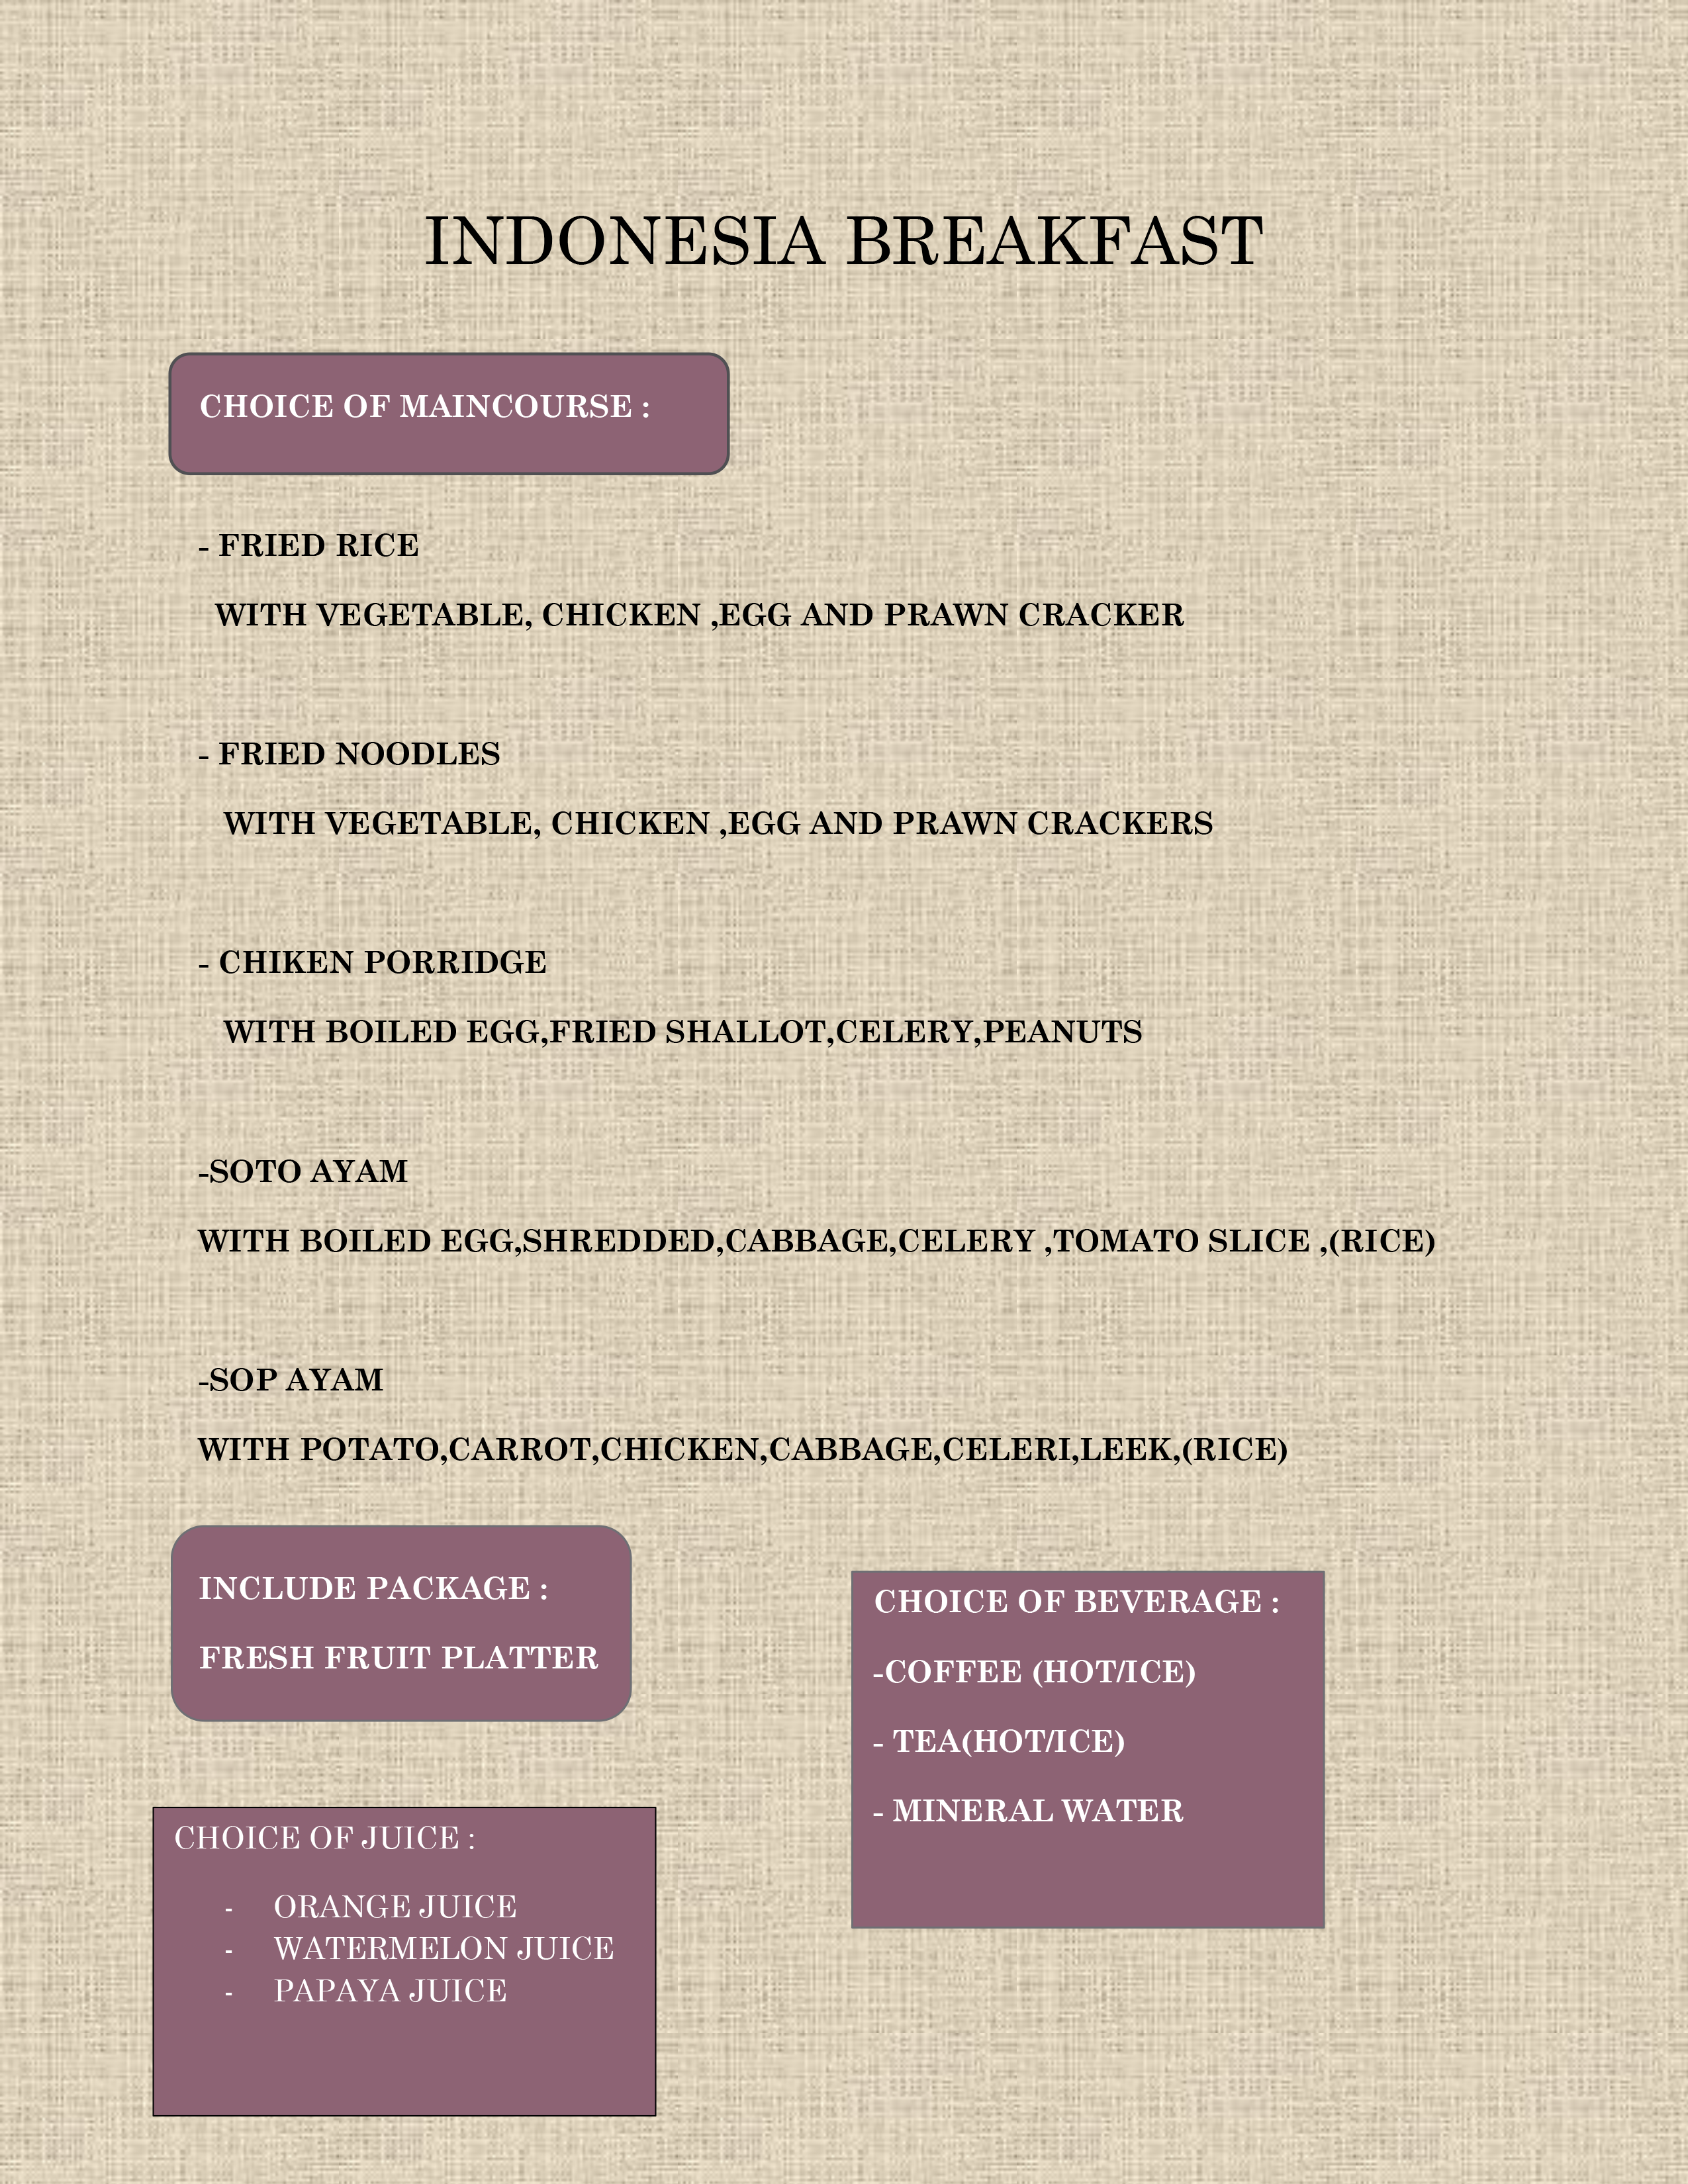 INDONESIA BREAKFAST
CHOICE OF MAINCOURSE :
- FRIED RICE
WITH VEGETABLE, CHICKEN ,EGG AND PRAWN CRACKER
- FRIED NOODLES
WITH VEGETABLE, CHICKEN ,EGG AND PRAWN CRACKERS
- CHIKEN PORRIDGE
WITH BOILED EGG,FRIED SHALLOT,CELERY,PEANUTS
-SOTO AYAM
WITH BOILED EGG,SHREDDED,CABBAGE,CELERY ,TOMATO SLICE ,(RICE)
-SOP AYAM
WITH POTATO,CARROT,CHICKEN,CABBAGE,CELERI,LEEK,(RICE)
INCLUDE PACKAGE :
FRESH FRUIT PLATTER
CHOICE OF JUICE :
- ORANGE JUICE
- WATERMELON JUICE
- PAPAYA JUICE
CHOICE OF BEVERAGE :
-COFFEE (HOT/ICE)
- TEA(HOT/ICE)
- MINERAL WATER